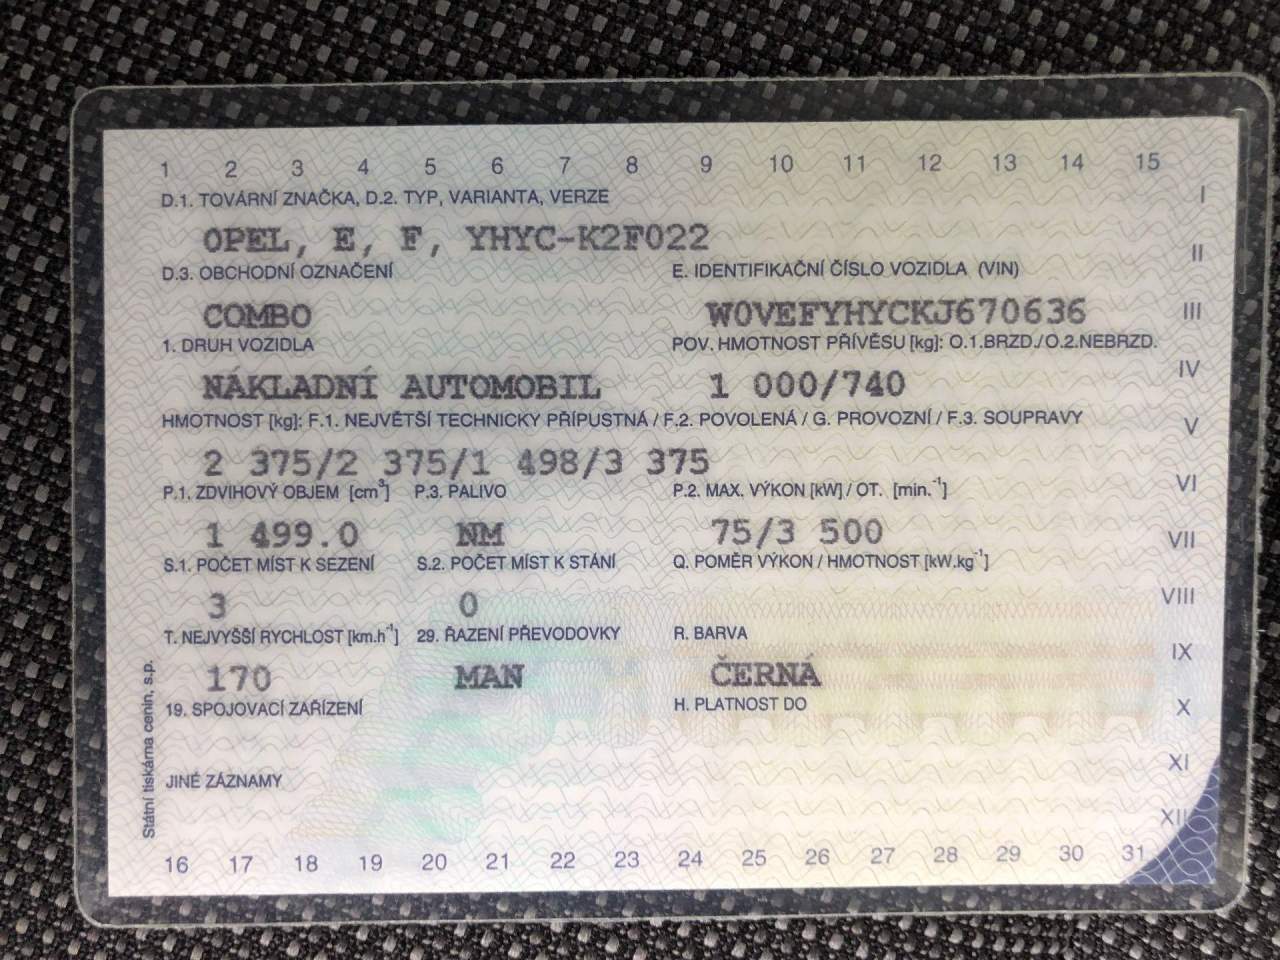 1 2 3 4 5 6 7 8 9 10 11 12 13 14 15
D.1. TOVÁRNÍ ZNAČKA, D.2. TYP, VARIANTA, VERZE
I
OPEL, E, F, YHYC-K2F022
II
D.3. OBCHODNÍ OZNAČENÍ E. IDENTIFIKAČNÍ ČÍSLO VOZIDLA (VIN)
COMBO W0VEFYHYCKJ670636
III
1. DRUH VOZIDLA POV. HMOTNOST PŘÍVĚSU [kg]: O.1.BRZD./O.2.NEBRZD.
IV
NÁKLADNÍ AUTOMOBIL 1 000/740
HMOTNOST [kg]: F.1. NEJVĚTŠÍ TECHNICKY PŘÍPUSTNÁ / F.2. POVOLENÁ / G. PROVOZNÍ / F.3. SOUPRAVY
V
2 375/2 375/1 498/3 375
P.1. ZDVIHOVÝ OBJEM [cm³] P.3. PALIVO P.2. MAX. VÝKON [kW] / OT. [min.⁻¹]
VI
1 499.0 NM 75/3 500
VII
S.1. POČET MÍST K SEZENÍ S.2. POČET MÍST K STÁNÍ Q. POMĚR VÝKON / HMOTNOST [kW.kg⁻¹]
3 0
VIII
T. NEJVYŠŠÍ RYCHLOST [km.h⁻¹] 29. ŘAZENÍ PŘEVODOVKY R. BARVA
IX
170 MAN ČERNÁ
19. SPOJOVACÍ ZAŘÍZENÍ H. PLATNOST DO
X
XI
JINÉ ZÁZNAMY
XII
Státní tiskárna cenin, s.p.
16 17 18 19 20 21 22 23 24 25 26 27 28 29 30 31